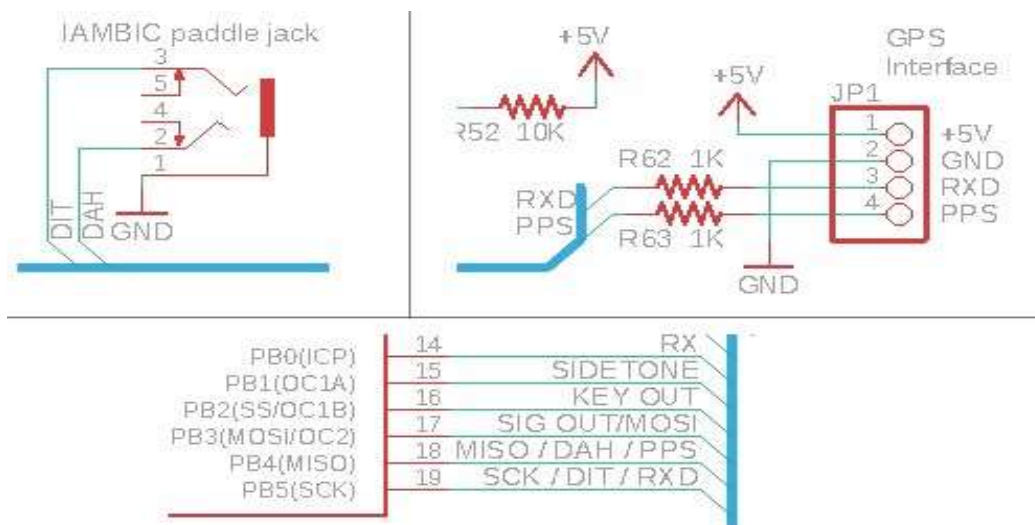 IAMBIC paddle jack
3
5
4
2
1
DIT
DAH
GND
+5V
R52 10K
+5V
GPS
Interface
JP1
1 +5V
2 GND
3 RXD
4 PPS
R62 1K
R63 1K
RXD
PPS
GND
PB0(ICP) 14 RX
PB1(OC1A) 15 SIDETONE
PB2(SS/OC1B) 16 KEY OUT
PB3(MOSI/OC2) 17 SIG OUT/MOSI
PB4(MISO) 18 MISO / DAH / PPS
PB5(SCK) 19 SCK / DIT / RXD